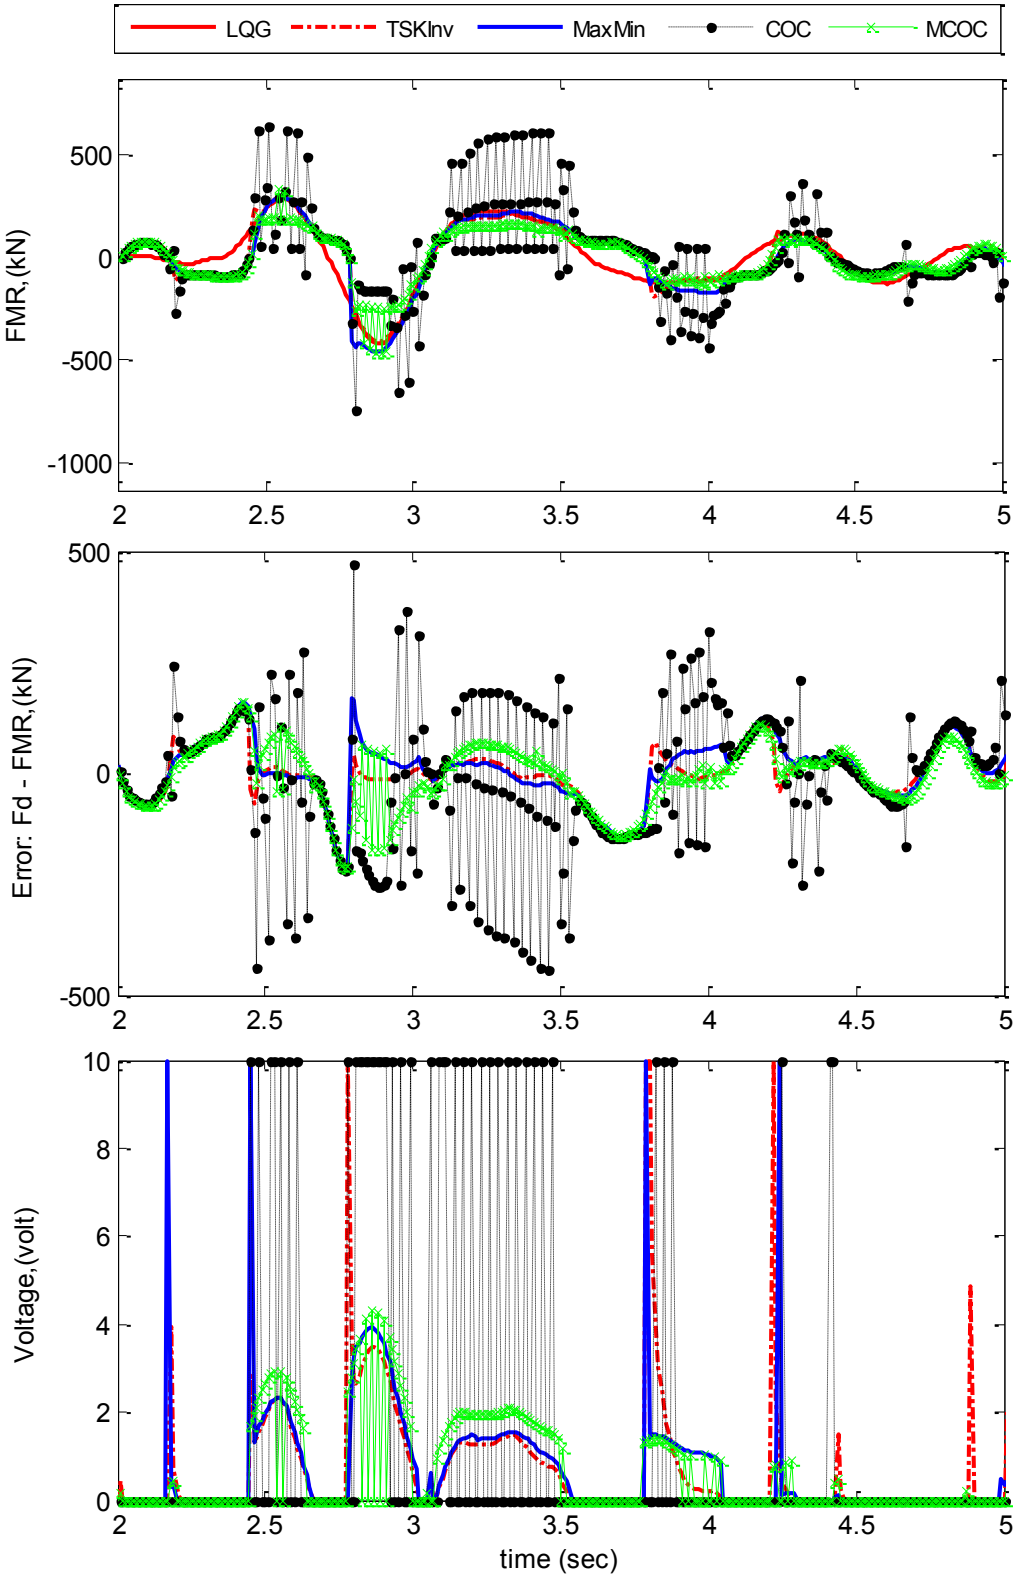 LQG TSKInv MaxMin COC MCOC
500
0
-500
-1000
FMR,(kN)
2 2.5 3 3.5 4 4.5 5
500
0
-500
Error: Fd - FMR,(kN)
2 2.5 3 3.5 4 4.5 5
10
8
6
4
2
0
Voltage,(volt)
2 2.5 3 3.5 4 4.5 5
time (sec)